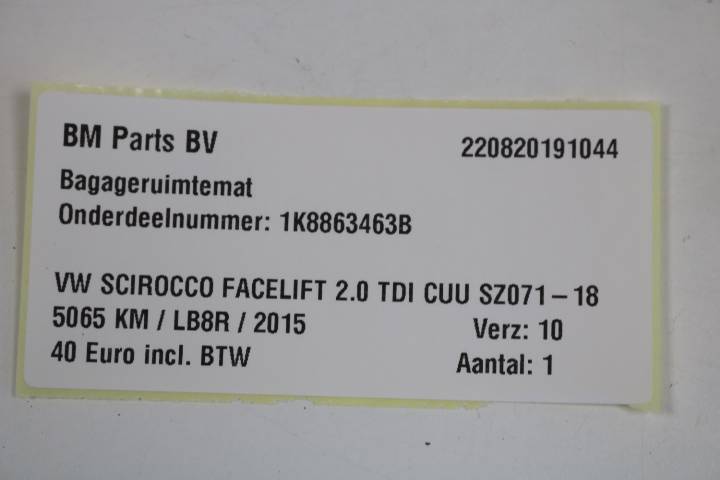 BM Parts BV 220820191044
Bagageruimtemat
Onderdeelnummer: 1K8863463B
VW SCIROCCO FACELIFT 2.0 TDI CUU SZ071-18
5065 KM / LB8R / 2015 Verz: 10
40 Euro incl. BTW Aantal: 1